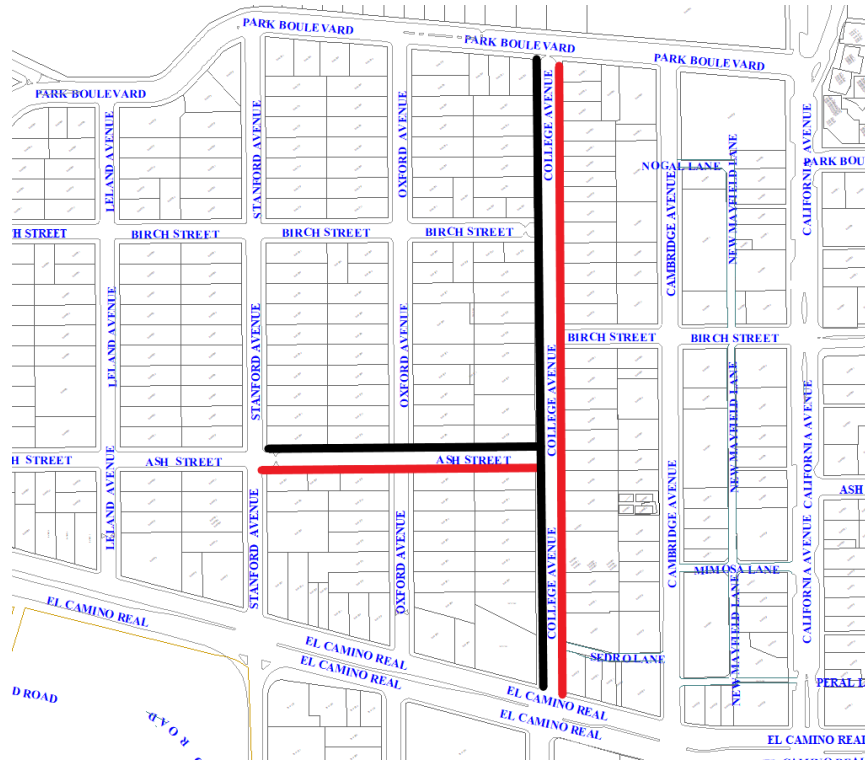 PARK BOULEVARD
PARK BOULEVARD
PARK BOULEVARD
PARK BOULEVARD
LELAND AVENUE
STANFORD AVENUE
OXFORD AVENUE
COLLEGE AVENUE
NOGAL LANE
CAMBRIDGE AVENUE
NEW MAYFIELD LANE
CALIFORNIA AVENUE
PARK BOU
H STREET
BIRCH STREET
BIRCH STREET
BIRCH STREET
LELAND AVENUE
STANFORD AVENUE
OXFORD AVENUE
COLLEGE AVENUE
BIRCH STREET
BIRCH STREET
NEW MAYFIELD LANE
CALIFORNIA AVENUE
H STREET
LELAND AVENUE
ASH STREET
ASH STREET
ASH
STANFORD AVENUE
OXFORD AVENUE
COLLEGE AVENUE
CAMBRIDGE AVENUE
MIMOSA LANE
NEW MAYFIELD LANE
CALIFORNIA AVENUE
EL CAMINO REAL
EL CAMINO REAL
EL CAMINO REAL
SEDRO LANE
PERAL L
EL CAMINO REAL
EL CAMINO REAL
EL CAMINO REAL
D ROAD
ROAD